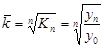 k̄ = ⁿ√Kₙ = ⁿ√(yₙ/y₀)